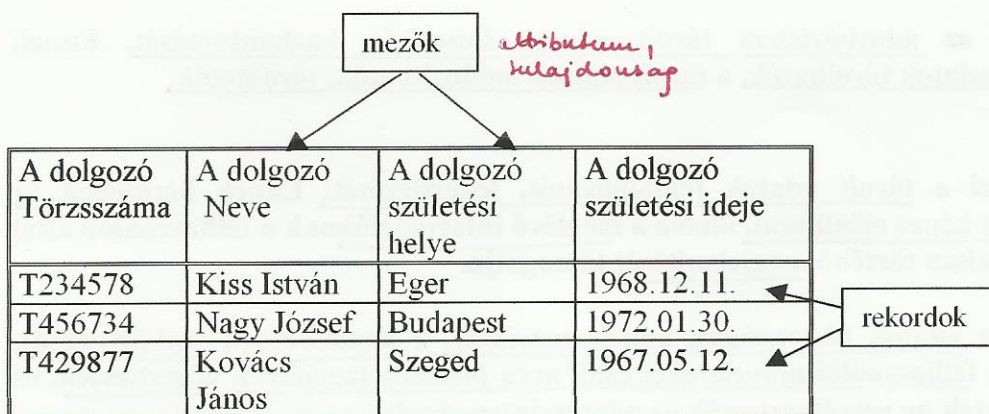 mezők
attributum,
tulajdonság
A dolgozó Törzsszáma A dolgozó Neve A dolgozó születési helye A dolgozó születési ideje
T234578 Kiss István Eger 1968.12.11.
T456734 Nagy József Budapest 1972.01.30.
T429877 Kovács János Szeged 1967.05.12.
rekordok